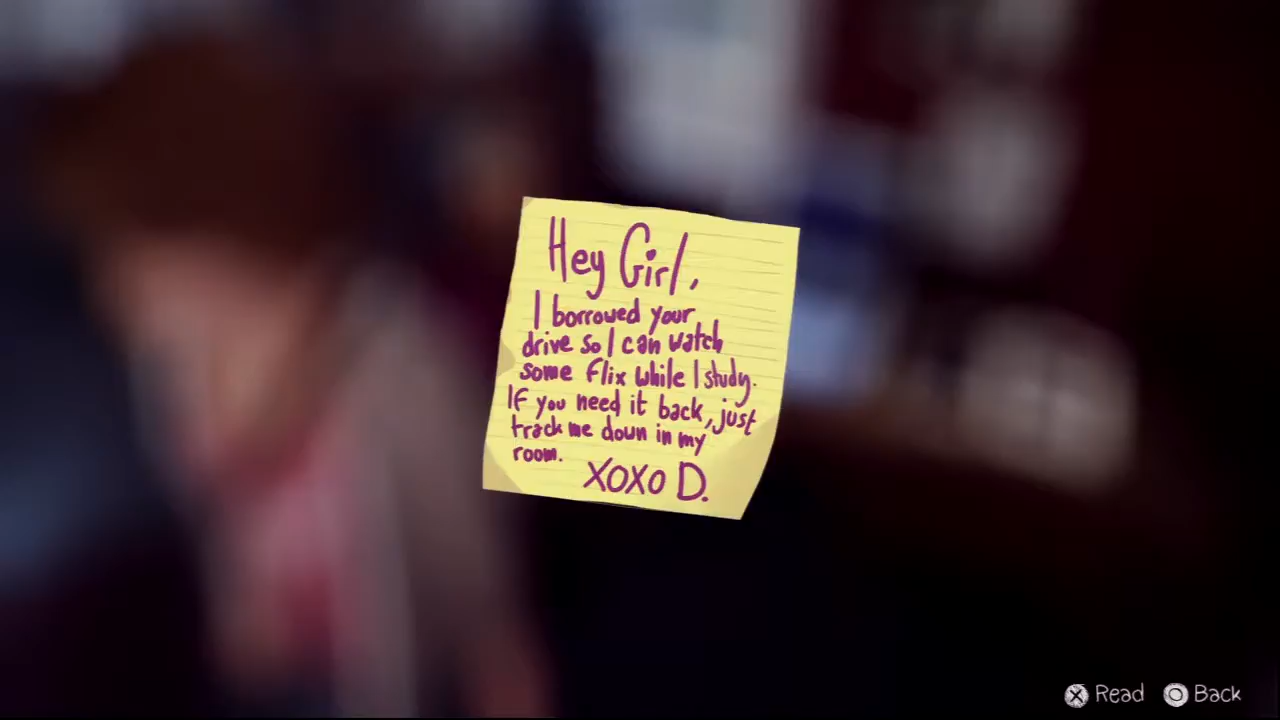 Hey Girl,
I borrowed your
drive so I can watch
some flix while I study.
If you need it back, just
track me down in my
room.
XOXO D.
Read Back